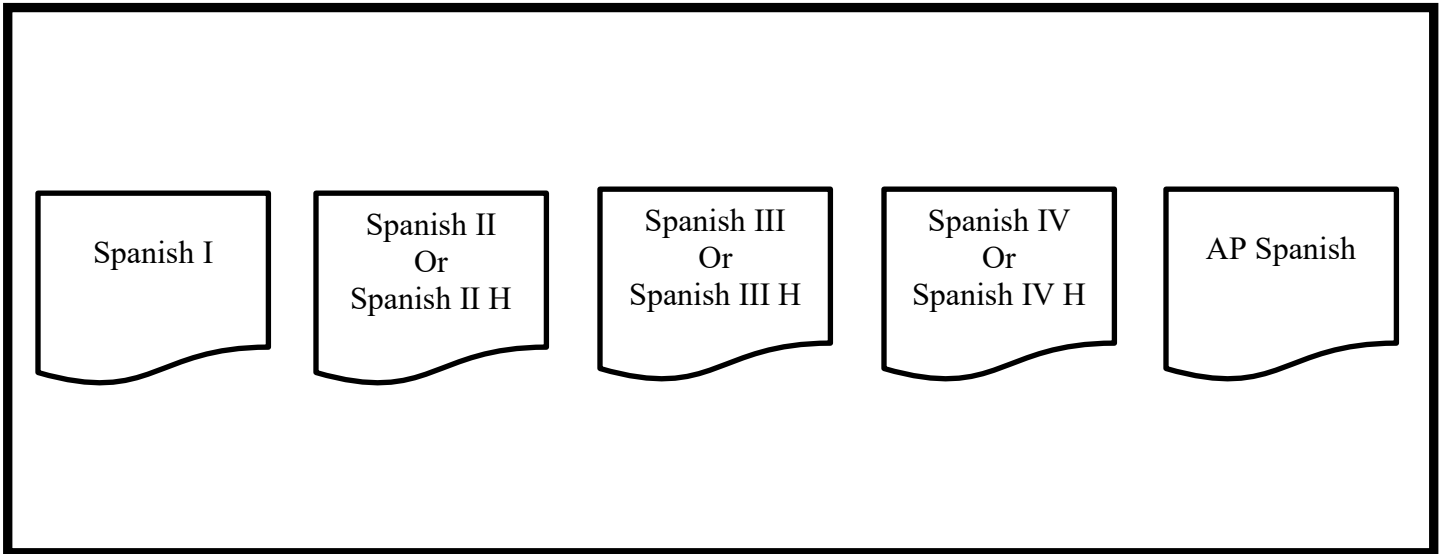 Spanish I
Spanish II
Or
Spanish II H
Spanish III
Or
Spanish III H
Spanish IV
Or
Spanish IV H
AP Spanish